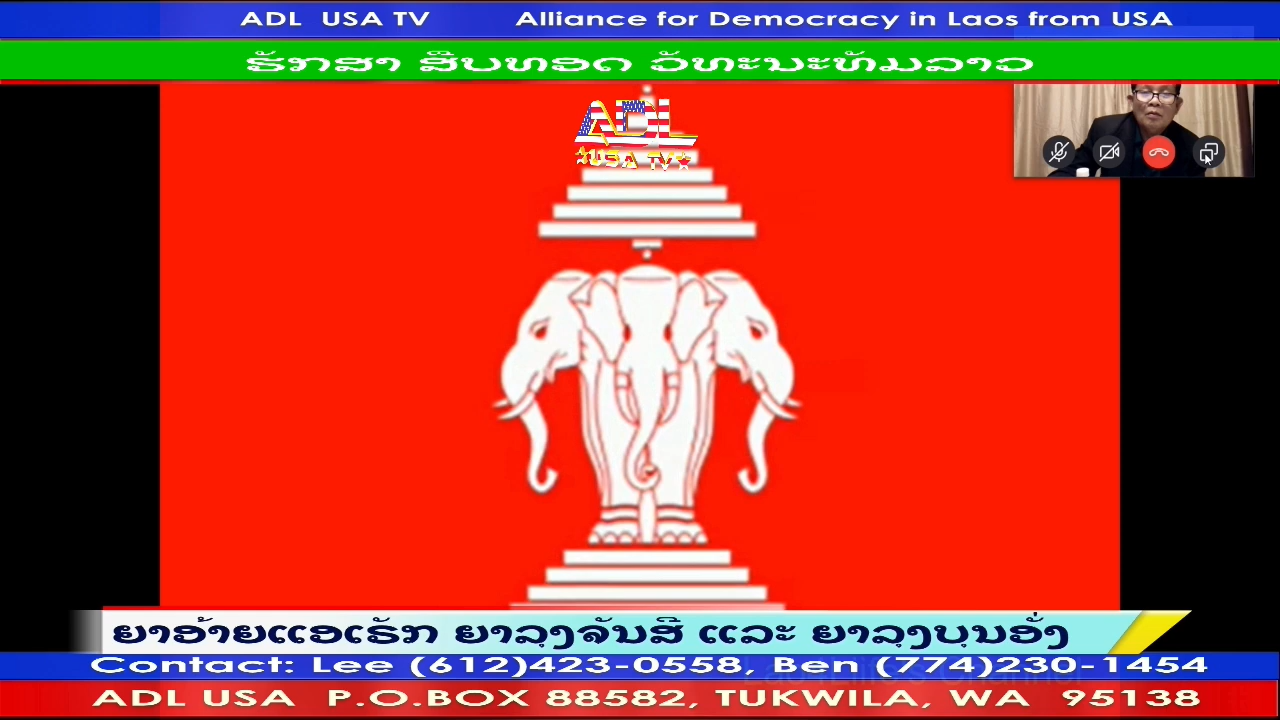 ADL USA TV Alliance for Democracy in Laos from USA
ຮັກສາ ສືບທອດ ວັທະນະທັມລາວ
ADL
USA TV
ຍາອ້າຍແອເຣັກ ຍາລຸງຈັນສີ ແລະ ຍາລຸງບຸນອັ່ງ
Contact: Lee (612)423-0558, Ben (774)230-1454
ADL USA P.O.BOX 88582, TUKWILA, WA 95138